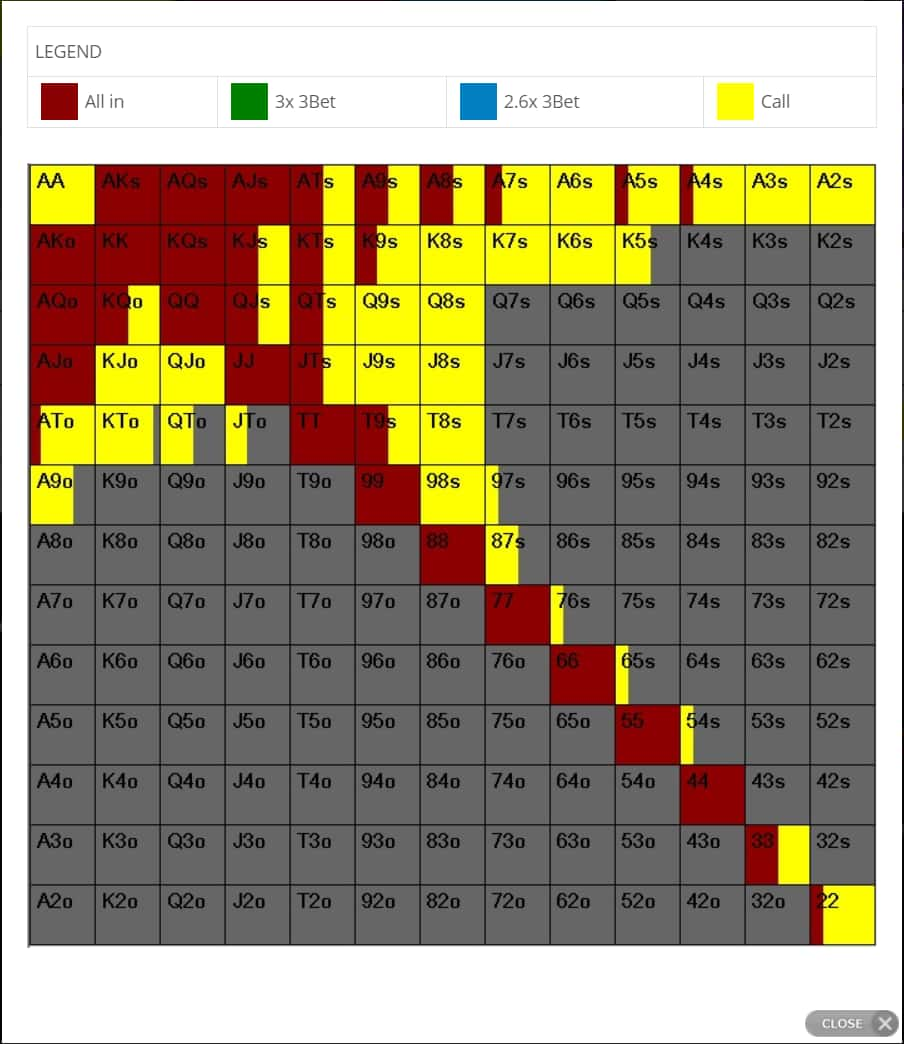 LEGEND
All in 3x 3Bet 2.6x 3Bet Call
AA AKs AQs AJs ATs A9s A8s A7s A6s A5s A4s A3s A2s
AKo KK KQs KJs KTs K9s K8s K7s K6s K5s K4s K3s K2s
AQo KQo QQ QJs QTs Q9s Q8s Q7s Q6s Q5s Q4s Q3s Q2s
AJo KJo QJo JJ JTs J9s J8s J7s J6s J5s J4s J3s J2s
ATo KTo QTo JTo TT T9s T8s T7s T6s T5s T4s T3s T2s
A9o K9o Q9o J9o T9o 99 98s 97s 96s 95s 94s 93s 92s
A8o K8o Q8o J8o T8o 98o 88 87s 86s 85s 84s 83s 82s
A7o K7o Q7o J7o T7o 97o 87o 77 76s 75s 74s 73s 72s
A6o K6o Q6o J6o T6o 96o 86o 76o 66 65s 64s 63s 62s
A5o K5o Q5o J5o T5o 95o 85o 75o 65o 55 54s 53s 52s
A4o K4o Q4o J4o T4o 94o 84o 74o 64o 54o 44 43s 42s
A3o K3o Q3o J3o T3o 93o 83o 73o 63o 53o 43o 33 32s
A2o K2o Q2o J2o T2o 92o 82o 72o 62o 52o 42o 32o 22
CLOSE